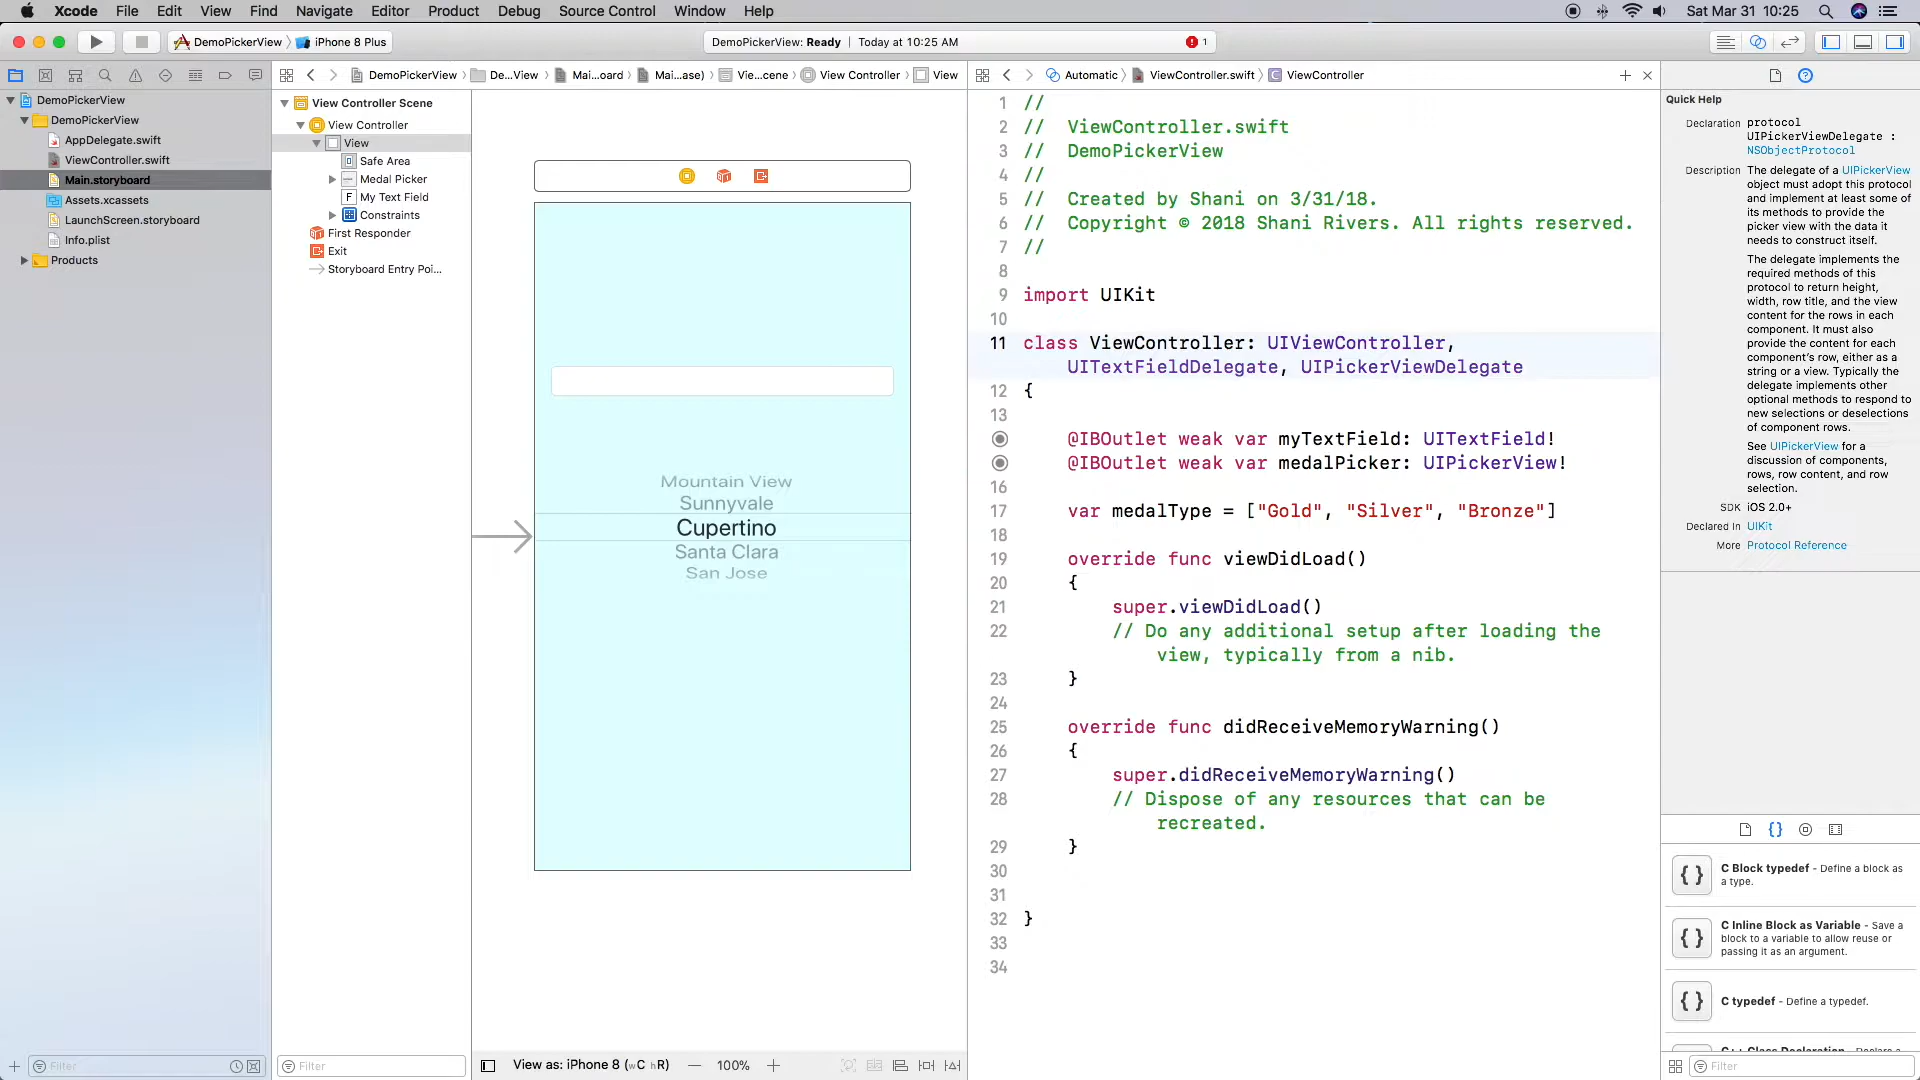 Xcode File Edit View Find Navigate Editor Product Debug Source Control Window Help Sat Mar 31 10:25
DemoPickerView iPhone 8 Plus DemoPickerView: Ready | Today at 10:25 AM 1
DemoPickerView De...View Mai...oard Mai...ase) Vie...cene View Controller View
Automatic ViewController.swift ViewController
DemoPickerView
DemoPickerView
AppDelegate.swift
ViewController.swift
Main.storyboard
Assets.xcassets
LaunchScreen.storyboard
Info.plist
Products
Filter
View Controller Scene
View Controller
View
Safe Area
Medal Picker
F My Text Field
Constraints
First Responder
Exit
Storyboard Entry Poi...
Filter
Mountain View
Sunnyvale
Cupertino
Santa Clara
San Jose
View as: iPhone 8 (wC hR) — 100% +
1 //
2 //  ViewController.swift
3 //  DemoPickerView
4 //
5 //  Created by Shani on 3/31/18.
6 //  Copyright © 2018 Shani Rivers. All rights reserved.
7 //
8
9 import UIKit
10
11 class ViewController: UIViewController,
UITextFieldDelegate, UIPickerViewDelegate
12 {
13
@IBOutlet weak var myTextField: UITextField!
@IBOutlet weak var medalPicker: UIPickerView!
16
17 var medalType = ["Gold", "Silver", "Bronze"]
18
19 override func viewDidLoad()
20 {
21 super.viewDidLoad()
22 // Do any additional setup after loading the
view, typically from a nib.
23 }
24
25 override func didReceiveMemoryWarning()
26 {
27 super.didReceiveMemoryWarning()
28 // Dispose of any resources that can be
recreated.
29 }
30
31
32 }
33
34
Quick Help
Declaration protocol
UIPickerViewDelegate :
NSObjectProtocol
Description The delegate of a UIPickerView
object must adopt this protocol
and implement at least some of
its methods to provide the
picker view with the data it
needs to construct itself.
The delegate implements the
required methods of this
protocol to return height,
width, row title, and the view
content for the rows in each
component. It must also
provide the content for each
component's row, either as a
string or a view. Typically the
delegate implements other
optional methods to respond to
new selections or deselections
of component rows.
See UIPickerView for a
discussion of components,
rows, row content, and row
selection.
SDK iOS 2.0+
Declared In UIKit
More Protocol Reference
{ } C Block typedef - Define a block as
a type.
{ } C Inline Block as Variable - Save a
block to a variable to allow reuse or
passing it as an argument.
{ } C typedef - Define a typedef.
Filter